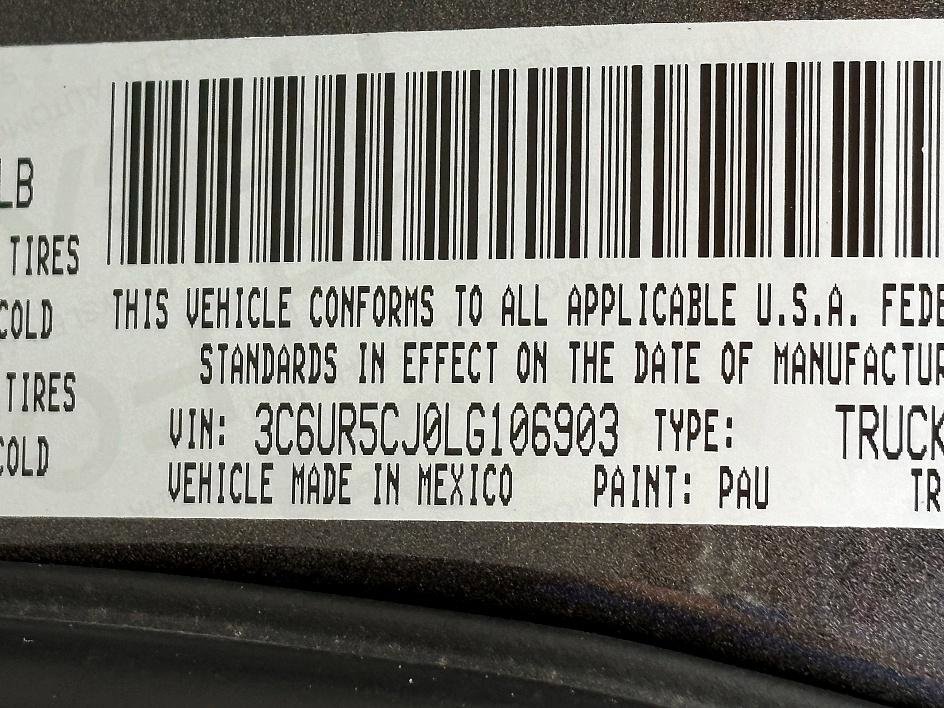 LB
TIRES
COLD
THIS VEHICLE CONFORMS TO ALL APPLICABLE U.S.A. FEDE
STANDARDS IN EFFECT ON THE DATE OF MANUFACTUR
TIRES
VIN: 3C6UR5CJ0LG106903 TYPE: TRUCK
COLD
VEHICLE MADE IN MEXICO PAINT: PAU TR